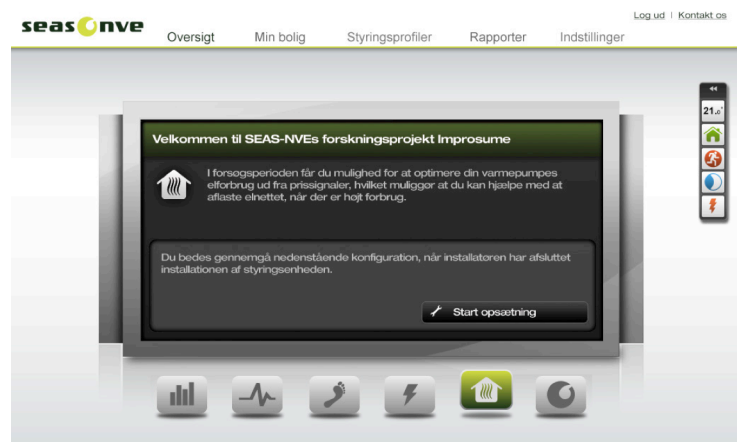 Log ud | Kontakt os
seas nve
Oversigt Min bolig Styringsprofiler Rapporter Indstillinger
21.0°
Velkommen til SEAS-NVEs forskningsprojekt Improsume
I forsøgsperioden får du mulighed for at optimere din varmepumpes
elforbrug ud fra prissignaler, hvilket muliggør at du kan hjælpe med at
aflaste elnettet, når der er højt forbrug.
Du bedes gennemgå nedenstående konfiguration, når installatøren har afsluttet
installationen af styringsenheden.
Start opsætning